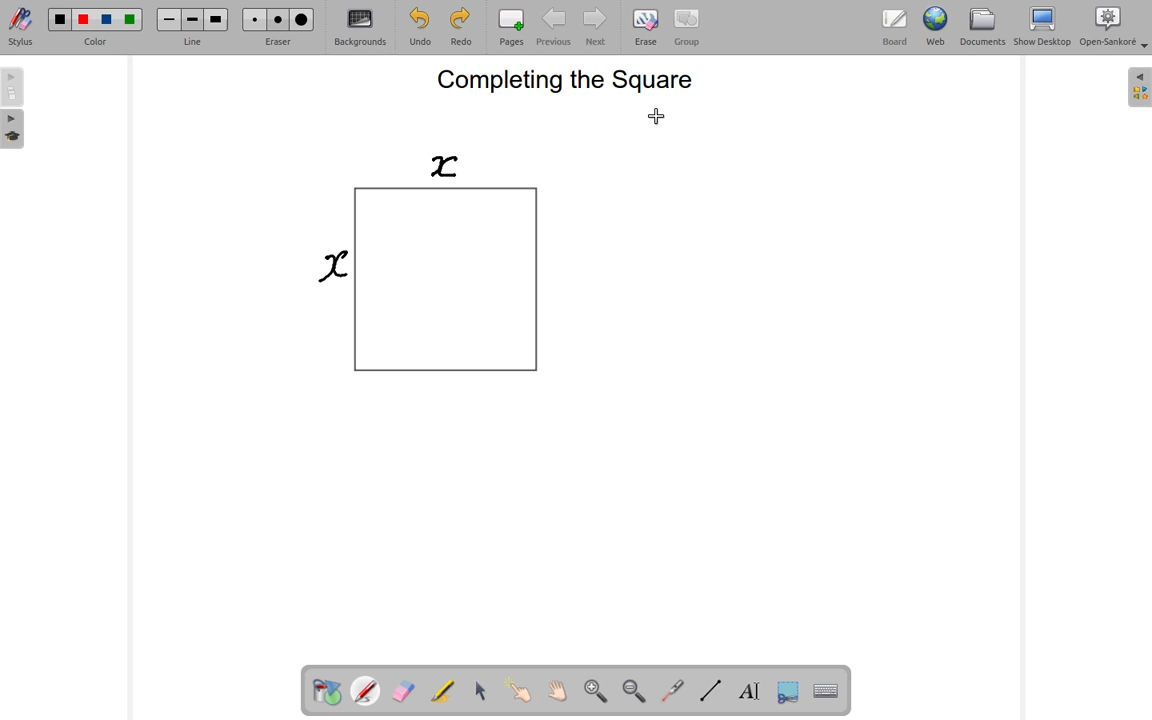 Stylus Color Line Eraser Backgrounds Undo Redo Pages Previous Next Erase Group Board Web Documents Show Desktop Open-Sankoré
Completing the Square
x
x
AI